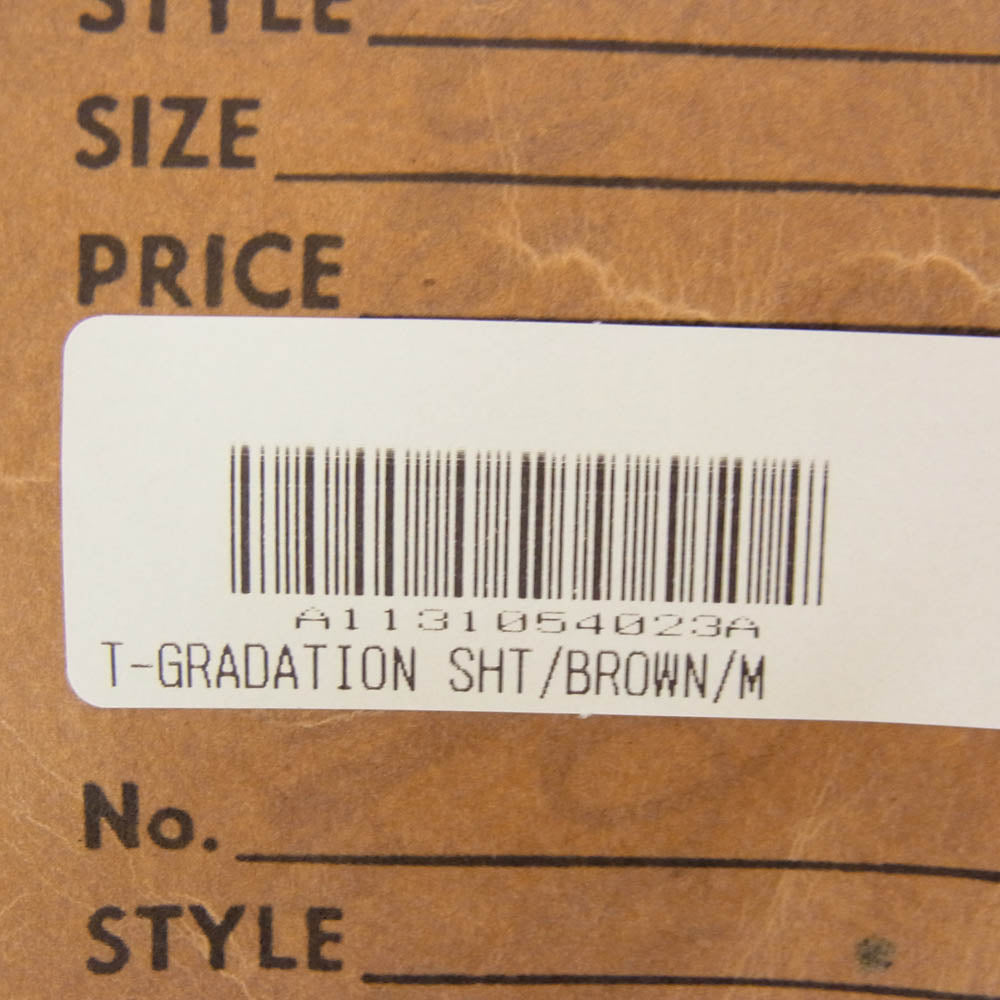 STYLE
SIZE
PRICE
A1131054023A
T-GRADATION SHT/BROWN/M
No.
STYLE